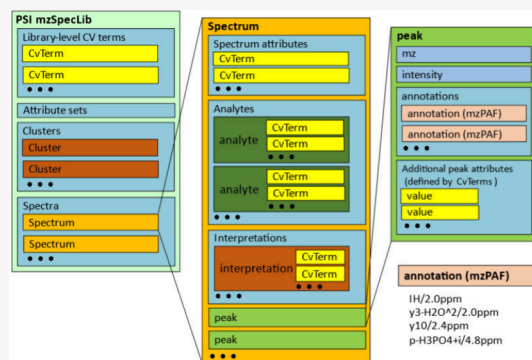 PSI mzSpecLib
Library-level CV terms
CvTerm
CvTerm
Attribute sets
Clusters
Cluster
Cluster
Spectra
Spectrum
Spectrum
Spectrum
Spectrum attributes
CvTerm
CvTerm
Analytes
analyte
CvTerm
CvTerm
analyte
CvTerm
CvTerm
Interpretations
interpretation
CvTerm
CvTerm
peak
peak
peak
mz
intensity
annotations
annotation (mzPAF)
annotation (mzPAF)
Additional peak attributes
(defined by CvTerms )
value
value
annotation (mzPAF)
IH/2.0ppm
y3-H2O^2/2.0ppm
y10/2.4ppm
p-H3PO4+i/4.8ppm